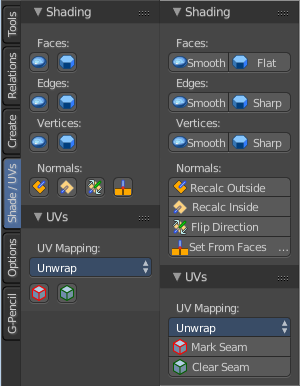 Tools
Relations
Create
Shade / UVs
Options
G-Pencil
Shading
Faces:
Edges:
Vertices:
Normals:
UVs
UV Mapping:
Unwrap
Shading
Faces:
Smooth Flat
Edges:
Smooth Sharp
Vertices:
Smooth Sharp
Normals:
Recalc Outside
Recalc Inside
Flip Direction
Set From Faces ...
UVs
UV Mapping:
Unwrap
Mark Seam
Clear Seam